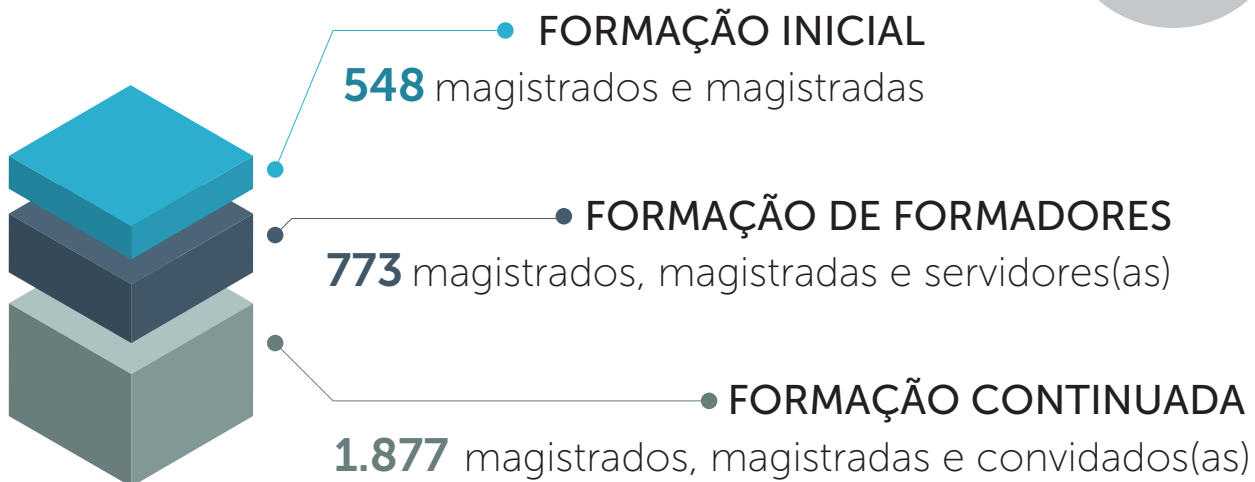 FORMAÇÃO INICIAL
548 magistrados e magistradas
FORMAÇÃO DE FORMADORES
773 magistrados, magistradas e servidores(as)
FORMAÇÃO CONTINUADA
1.877 magistrados, magistradas e convidados(as)